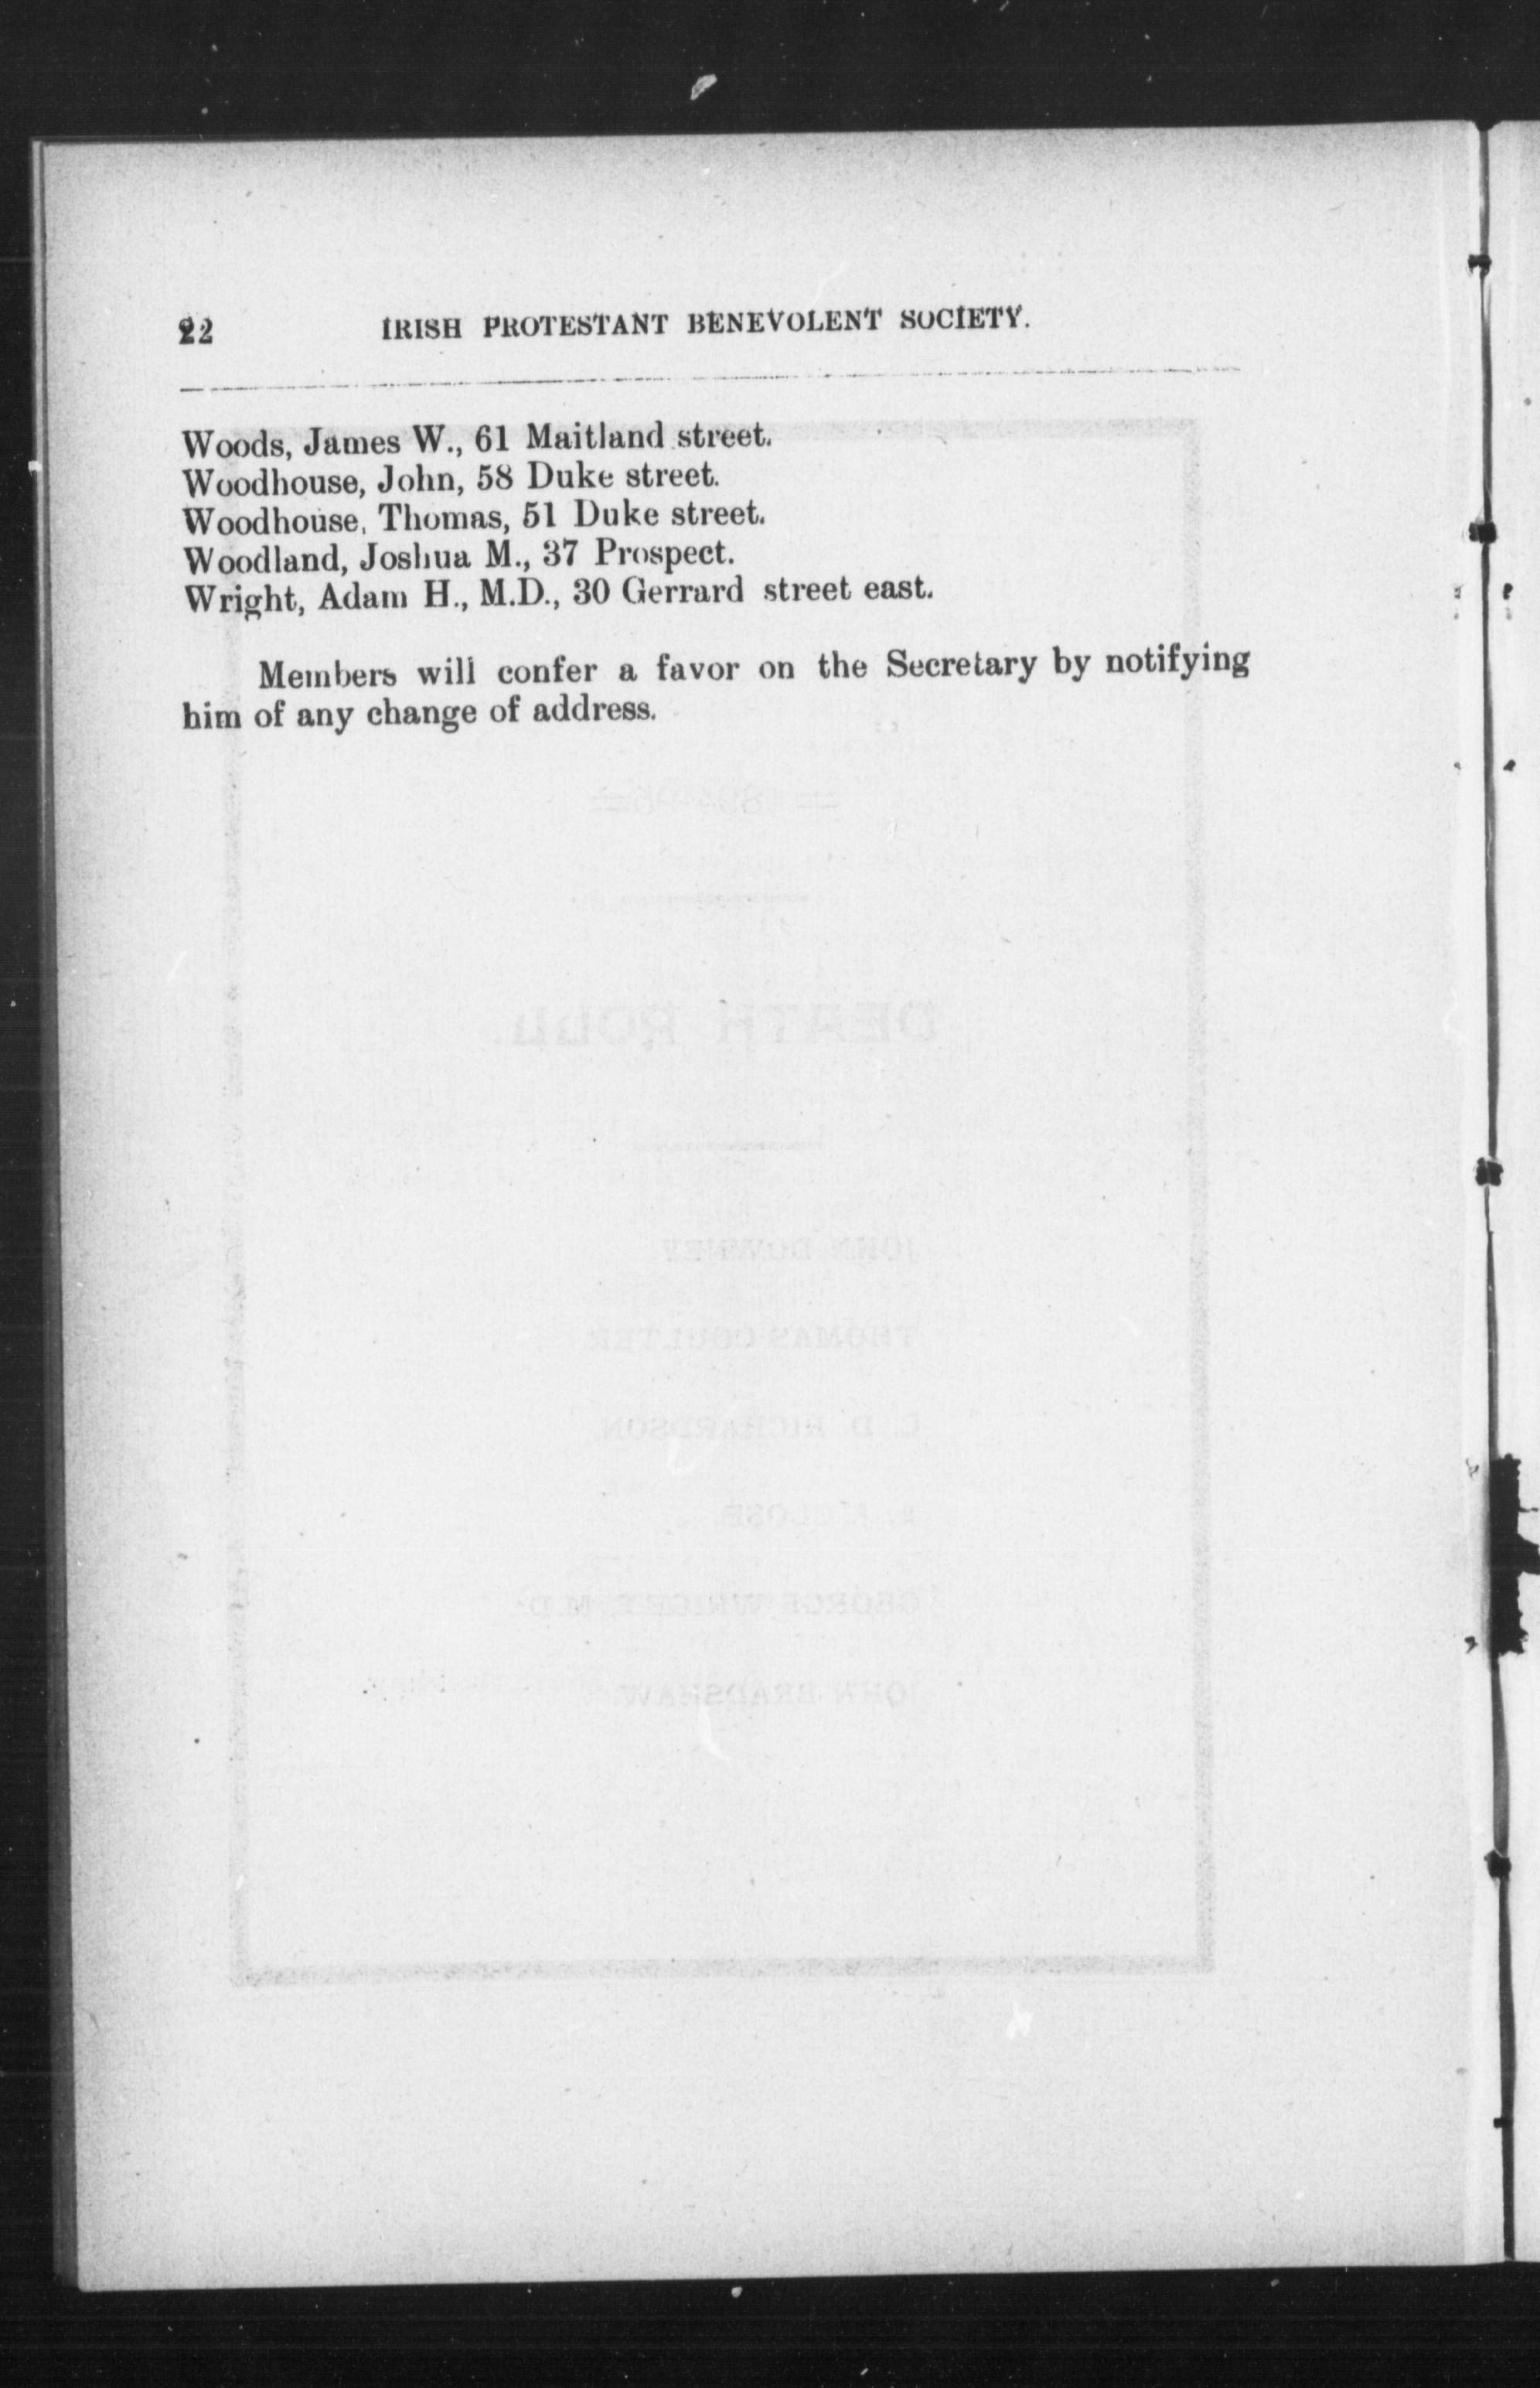 22 IRISH PROTESTANT BENEVOLENT SOCIETY.
Woods, James W., 61 Maitland street.
Woodhouse, John, 58 Duke street.
Woodhouse, Thomas, 51 Duke street.
Woodland, Joshua M., 37 Prospect.
Wright, Adam H., M.D., 30 Gerrard street east.
Members will confer a favor on the Secretary by notifying
him of any change of address.